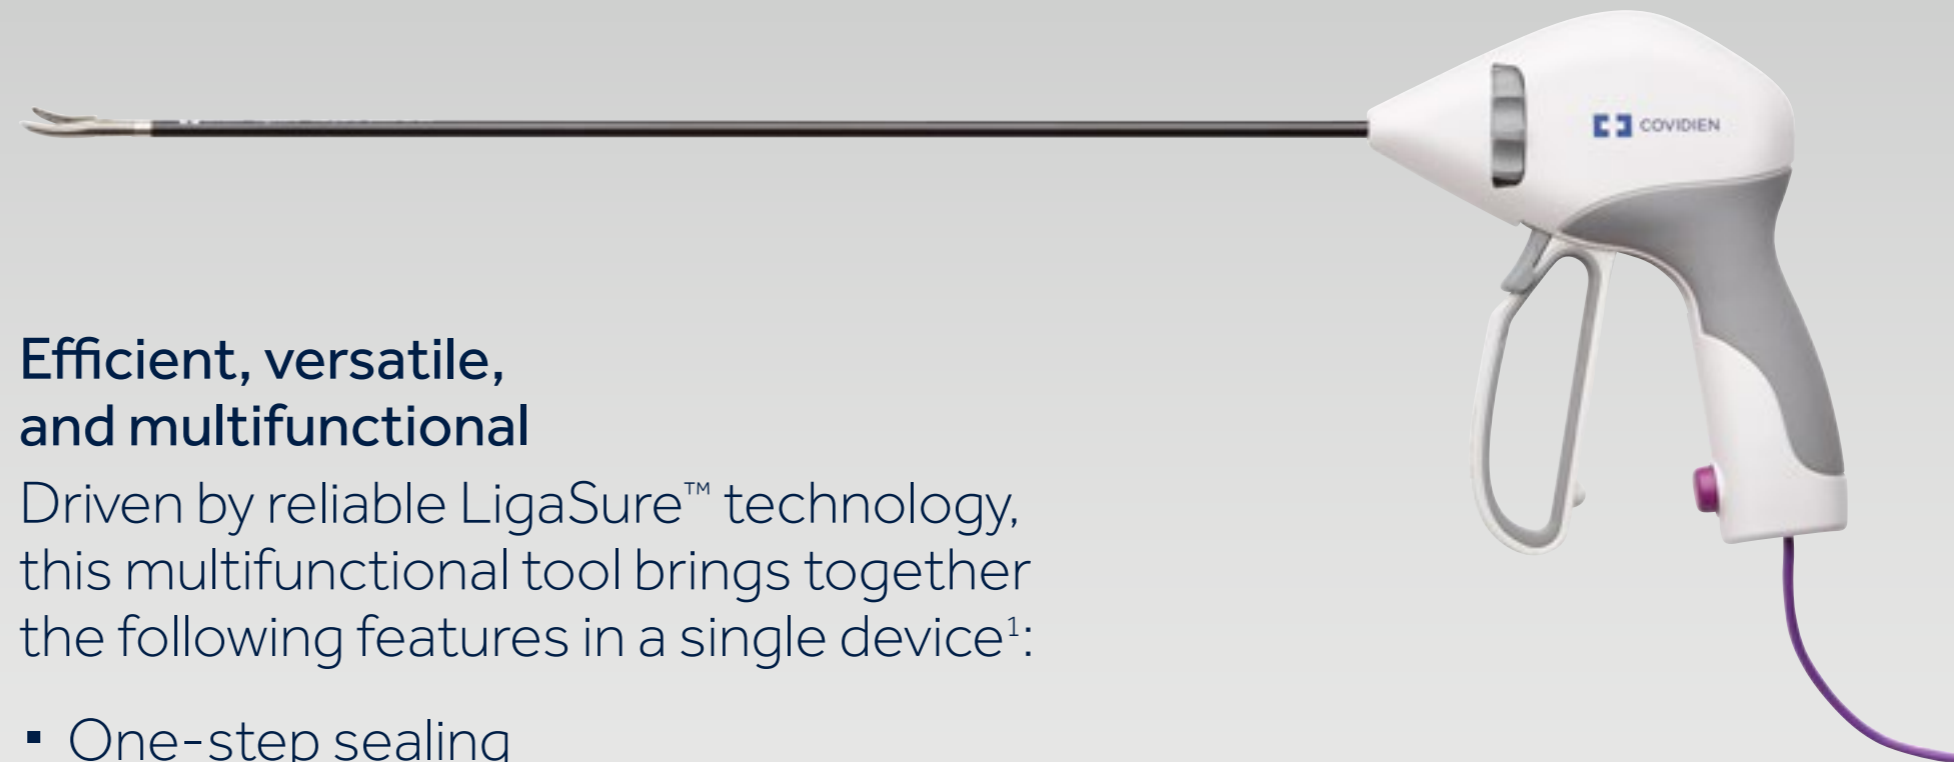 COVIDIEN
Efficient, versatile,
and multifunctional
Driven by reliable LigaSure™ technology,
this multifunctional tool brings together
the following features in a single device¹:
▪ One-step sealing